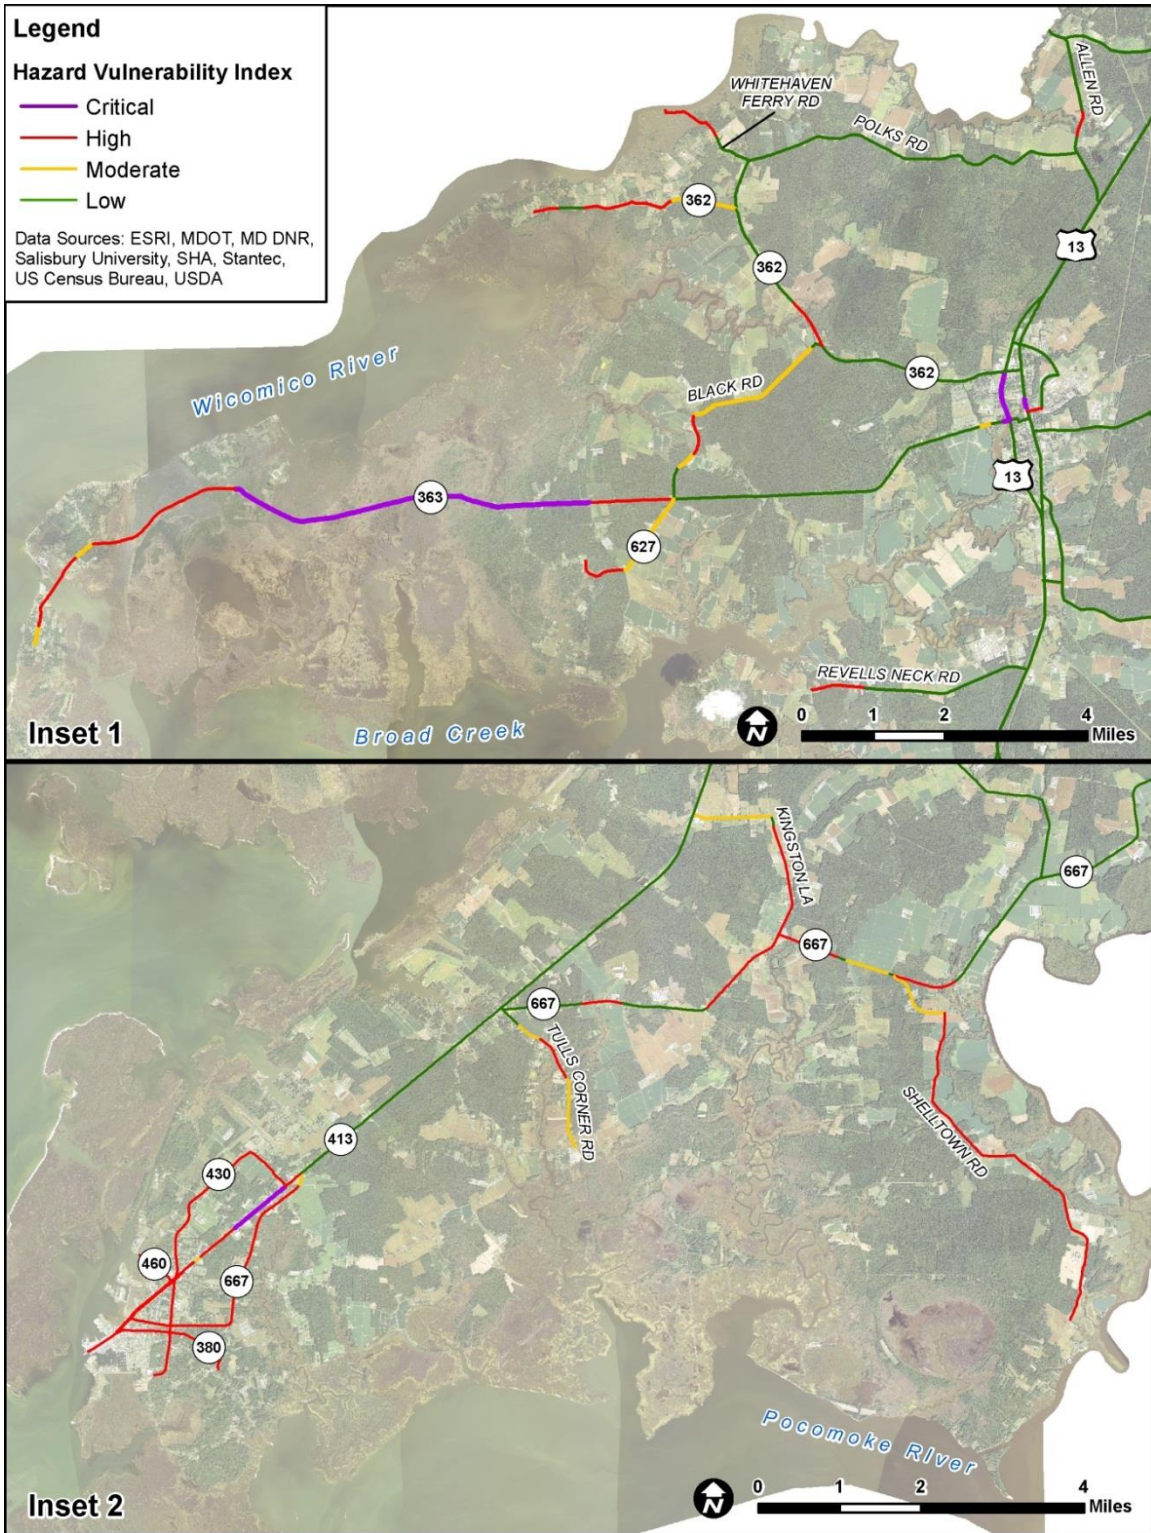 Legend
Hazard Vulnerability Index
Critical
High
Moderate
Low
Data Sources: ESRI, MDOT, MD DNR,
Salisbury University, SHA, Stantec,
US Census Bureau, USDA
WHITEHAVEN
FERRY RD
POLKS RD
ALLEN RD
362
13
362
362
BLACK RD
Wicomico River
13
363
627
REVELLS NECK RD
Inset 1
Broad Creek
N
0 1 2 4
Miles
KINGSTON LA
667
667
667
TULLS CORNER RD
SHELLTOWN RD
413
430
460
667
380
Pocomoke RIver
Inset 2
N
0 1 2 4
Miles